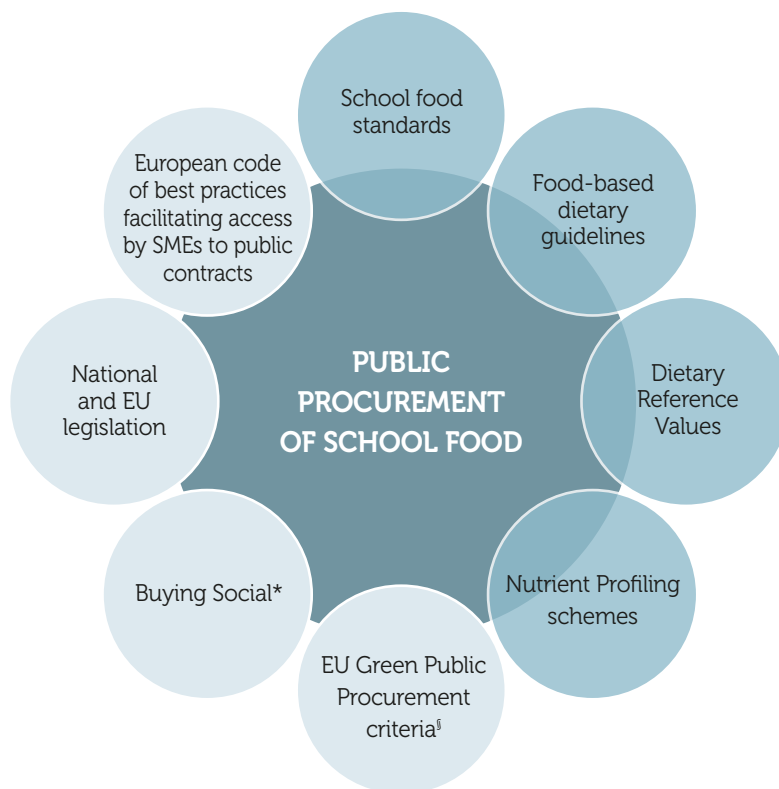 School food
standards
Food-based
dietary
guidelines
Dietary
Reference
Values
Nutrient Profiling
schemes
EU Green Public
Procurement
criteria§
Buying Social*
National
and EU
legislation
European code
of best practices
facilitating access
by SMEs to public
contracts
PUBLIC
PROCUREMENT
OF SCHOOL FOOD